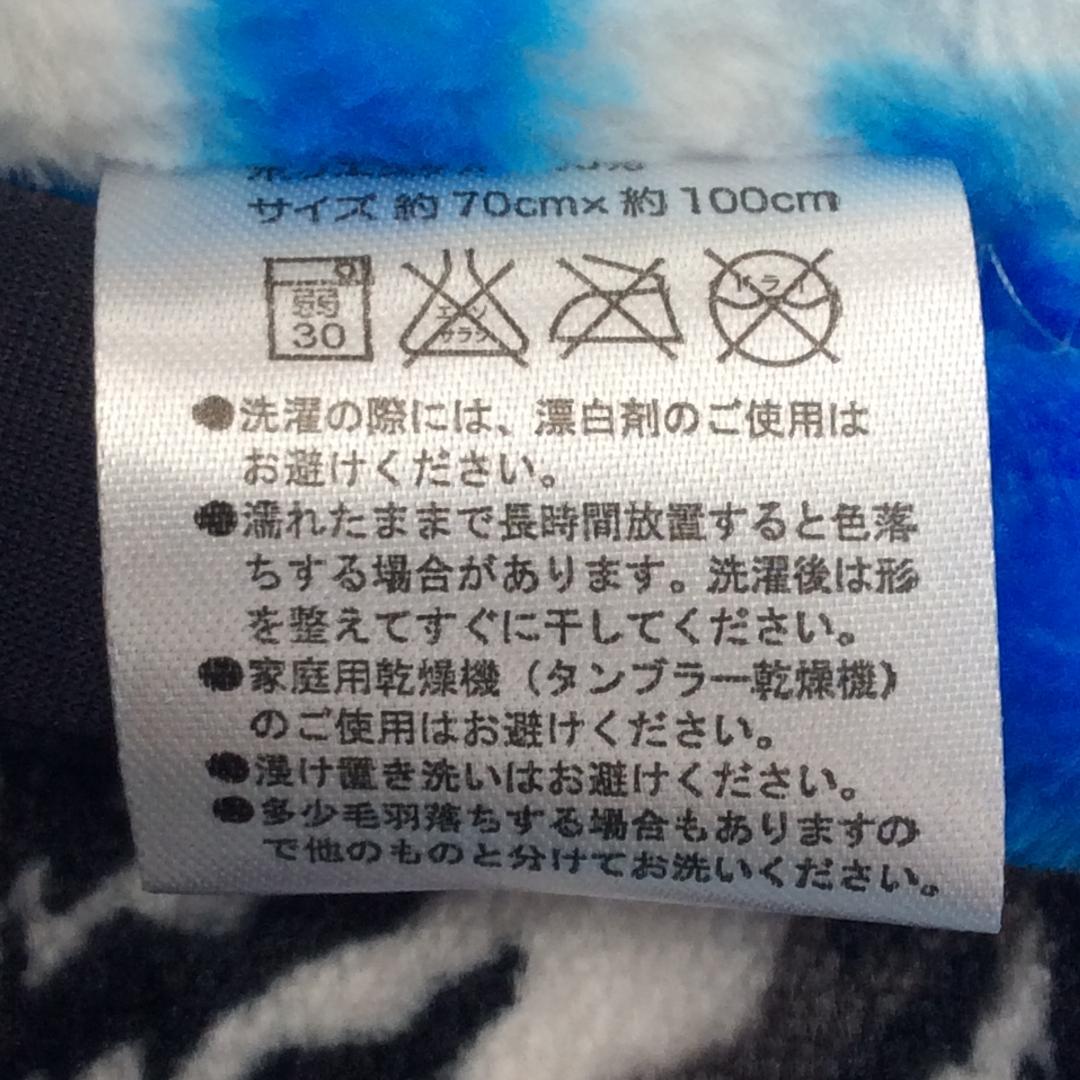 サイズ 約 70cm× 約 100cm
弱 30 エンソ サラシ ドライ
●洗濯の際には、漂白剤のご使用は
お避けください。
●濡れたままで長時間放置すると色落
ちする場合があります。洗濯後は形
を整えてすぐに干してください。
●家庭用乾燥機（タンブラー乾燥機）
のご使用はお避けください。
●浸け置き洗いはお避けください。
●多少毛羽落ちする場合もありますの
で他のものと分けてお洗いください。